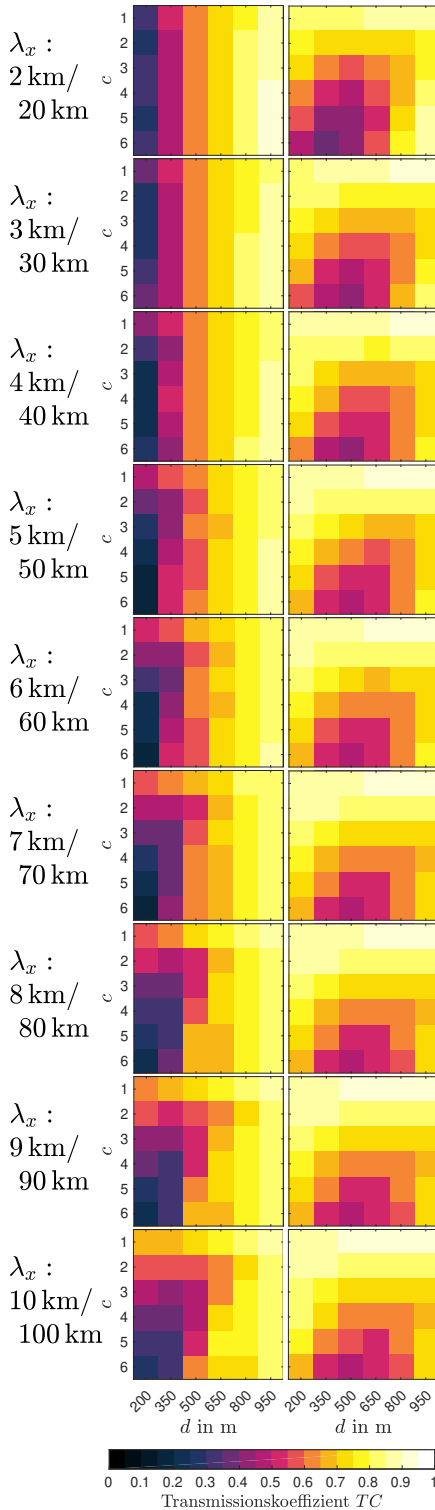 λx :
2 km/
20 km
c
1
2
3
4
5
6
λx :
3 km/
30 km
c
1
2
3
4
5
6
λx :
4 km/
40 km
c
1
2
3
4
5
6
λx :
5 km/
50 km
c
1
2
3
4
5
6
λx :
6 km/
60 km
c
1
2
3
4
5
6
λx :
7 km/
70 km
c
1
2
3
4
5
6
λx :
8 km/
80 km
c
1
2
3
4
5
6
λx :
9 km/
90 km
c
1
2
3
4
5
6
λx :
10 km/
100 km
c
1
2
3
4
5
6
200 350 500 650 800 950 200 350 500 650 800 950
d in m d in m
0 0.1 0.2 0.3 0.4 0.5 0.6 0.7 0.8 0.9 1
Transmissionskoeffizient TC